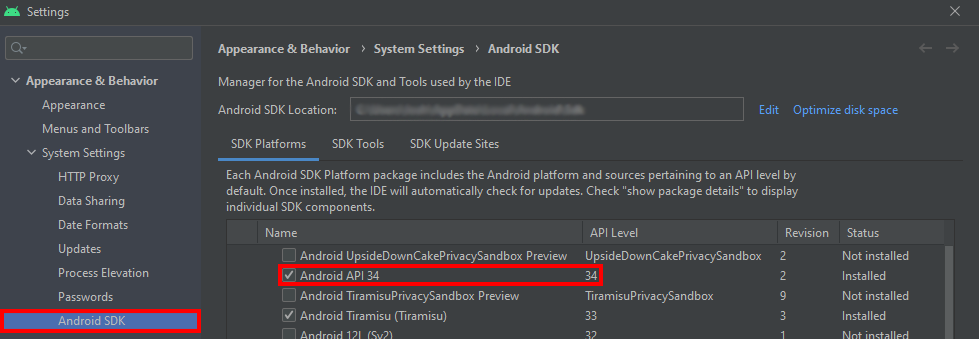 Settings
Appearance & Behavior › System Settings › Android SDK
Appearance & Behavior
Manager for the Android SDK and Tools used by the IDE
Appearance
Android SDK Location:
Edit Optimize disk space
Menus and Toolbars
System Settings
SDK Platforms SDK Tools SDK Update Sites
HTTP Proxy
Each Android SDK Platform package includes the Android platform and sources pertaining to an API level by
default. Once installed, the IDE will automatically check for updates. Check "show package details" to display
individual SDK components.
Data Sharing
Date Formats
Updates
Process Elevation
Passwords
Android SDK
Name API Level Revision Status
Android UpsideDownCakePrivacySandbox Preview UpsideDownCakePrivacySandbox 2 Not installed
Android API 34 34 2 Installed
Android TiramisuPrivacySandbox Preview TiramisuPrivacySandbox 9 Not installed
Android Tiramisu (Tiramisu) 33 3 Installed
Android 12L (Sv2) 32 1 Not installed